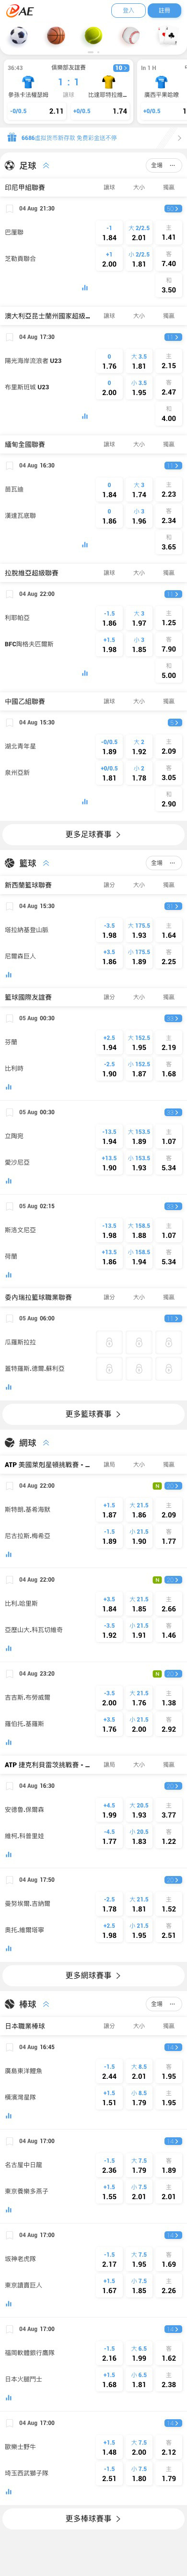 AE
登入
註冊
36:43 俱樂部友誼賽 10
1 : 1
參孫卡法權瑟姆 讓球 比達耶特拉維...
-0/0.5 2.11 +0/0.5 1.74
In 1 H
廣西平果哈嘹
+0/0.5
6686虛擬貨幣新存款 免費彩金送不停
足球
全場 ...
印尼甲組聯賽 讓球 大小 獨贏
04 Aug 21:30
巴厘聯
-1 1.84
大 2/2.5 2.01
主 1.41
芝勒貢聯合
+1 2.00
小 2/2.5 1.81
客 7.40
和 3.50
澳大利亞昆士蘭州國家超級... 讓球 大小 獨贏
04 Aug 17:30
陽光海岸流浪者 U23
0 1.76
大 3.5 1.81
主 2.15
布里斯班城 U23
0 2.00
小 3.5 1.95
客 2.47
和 4.00
緬甸全國聯賽 讓球 大小 獨贏
04 Aug 16:30
茵瓦迪
0 1.84
大 3 1.74
主 2.23
漢達瓦底聯
0 1.86
小 3 1.96
客 2.34
和 3.65
拉脫維亞超級聯賽 讓球 大小 獨贏
04 Aug 22:00
利耶帕亞
-1.5 1.86
大 3 1.97
主 1.25
BFC陶格夫匹爾斯
+1.5 1.98
小 3 1.85
客 7.90
和 5.00
中國乙組聯賽 讓球 大小 獨贏
04 Aug 15:30
湖北青年星
-0/0.5 1.89
大 2 1.92
主 2.09
泉州亞新
+0/0.5 1.81
小 2 1.78
客 3.05
和 2.90
更多足球賽事
籃球
全場 ...
新西蘭籃球聯賽 讓分 大小 獨贏
04 Aug 15:30
塔拉納基登山腳
-3.5 1.98
大 175.5 1.93
主 1.64
尼爾森巨人
+3.5 1.86
小 175.5 1.89
客 2.25
籃球國際友誼賽 讓分 大小 獨贏
05 Aug 00:30
芬蘭
+2.5 1.94
大 152.5 1.95
主 2.19
比利時
-2.5 1.90
小 152.5 1.87
客 1.68
05 Aug 00:30
立陶宛
-13.5 1.94
大 153.5 1.89
主 1.07
愛沙尼亞
+13.5 1.90
小 153.5 1.93
客 5.34
05 Aug 02:15
斯洛文尼亞
-13.5 1.98
大 158.5 1.88
主 1.07
荷蘭
+13.5 1.86
小 158.5 1.94
客 5.34
委內瑞拉籃球職業聯賽 讓分 大小 獨贏
05 Aug 06:00
瓜羅斯拉拉
蓋特羅斯.德爾.蘇利亞
更多籃球賽事
網球
ATP 美國萊剋星頓挑戰賽 - ... 讓局 大小 獨贏
04 Aug 22:00 N
斯特朗.基希海默
+1.5 1.87
大 21.5 1.86
主 2.09
尼古拉斯.梅希亞
-1.5 1.89
小 21.5 1.90
客 1.77
04 Aug 22:00 N
比利.哈里斯
+3.5 1.84
大 21.5 1.85
主 2.66
亞歷山大.科瓦切維奇
-3.5 1.92
小 21.5 1.91
客 1.46
04 Aug 23:20 N
吉吉斯.布勞威爾
-3.5 2.00
大 21.5 1.76
主 1.38
羅伯托.基羅斯
+3.5 1.76
小 21.5 2.00
客 2.92
ATP 捷克利貝雷茨挑戰賽 - ... 讓局 大小 獨贏
04 Aug 16:30
安德魯.保爾森
+4.5 1.99
大 20.5 1.93
主 3.77
維柯.科普里娃
-4.5 1.77
小 20.5 1.83
客 1.22
04 Aug 17:50
曼努埃爾.吉納爾
-2.5 1.78
大 21.5 1.81
主 1.52
奧托.維爾塔寧
+2.5 1.98
小 21.5 1.95
客 2.51
更多網球賽事
棒球
全場 ...
日本職業棒球 讓分 大小 獨贏
04 Aug 16:45
廣島東洋鯉魚
-1.5 2.44
大 8.5 2.01
客 1.95
橫濱灣星隊
+1.5 1.51
小 8.5 1.79
主 1.95
04 Aug 17:00
名古屋中日龍
-1.5 2.36
大 7.5 1.79
客 1.89
東京養樂多燕子
+1.5 1.55
小 7.5 2.01
主 2.01
04 Aug 17:00
阪神老虎隊
-1.5 2.17
大 7.5 1.95
客 1.69
東京讀賣巨人
+1.5 1.67
小 7.5 1.85
主 2.26
04 Aug 17:00
福岡軟體銀行鷹隊
-1.5 2.16
大 6.5 1.99
客 1.62
日本火腿鬥士
+1.5 1.68
小 6.5 1.81
主 2.38
04 Aug 17:00
歐樂士野牛
+1.5 1.48
大 7.5 2.00
客 2.12
埼玉西武獅子隊
-1.5 2.51
小 7.5 1.80
主 1.79
更多棒球賽事